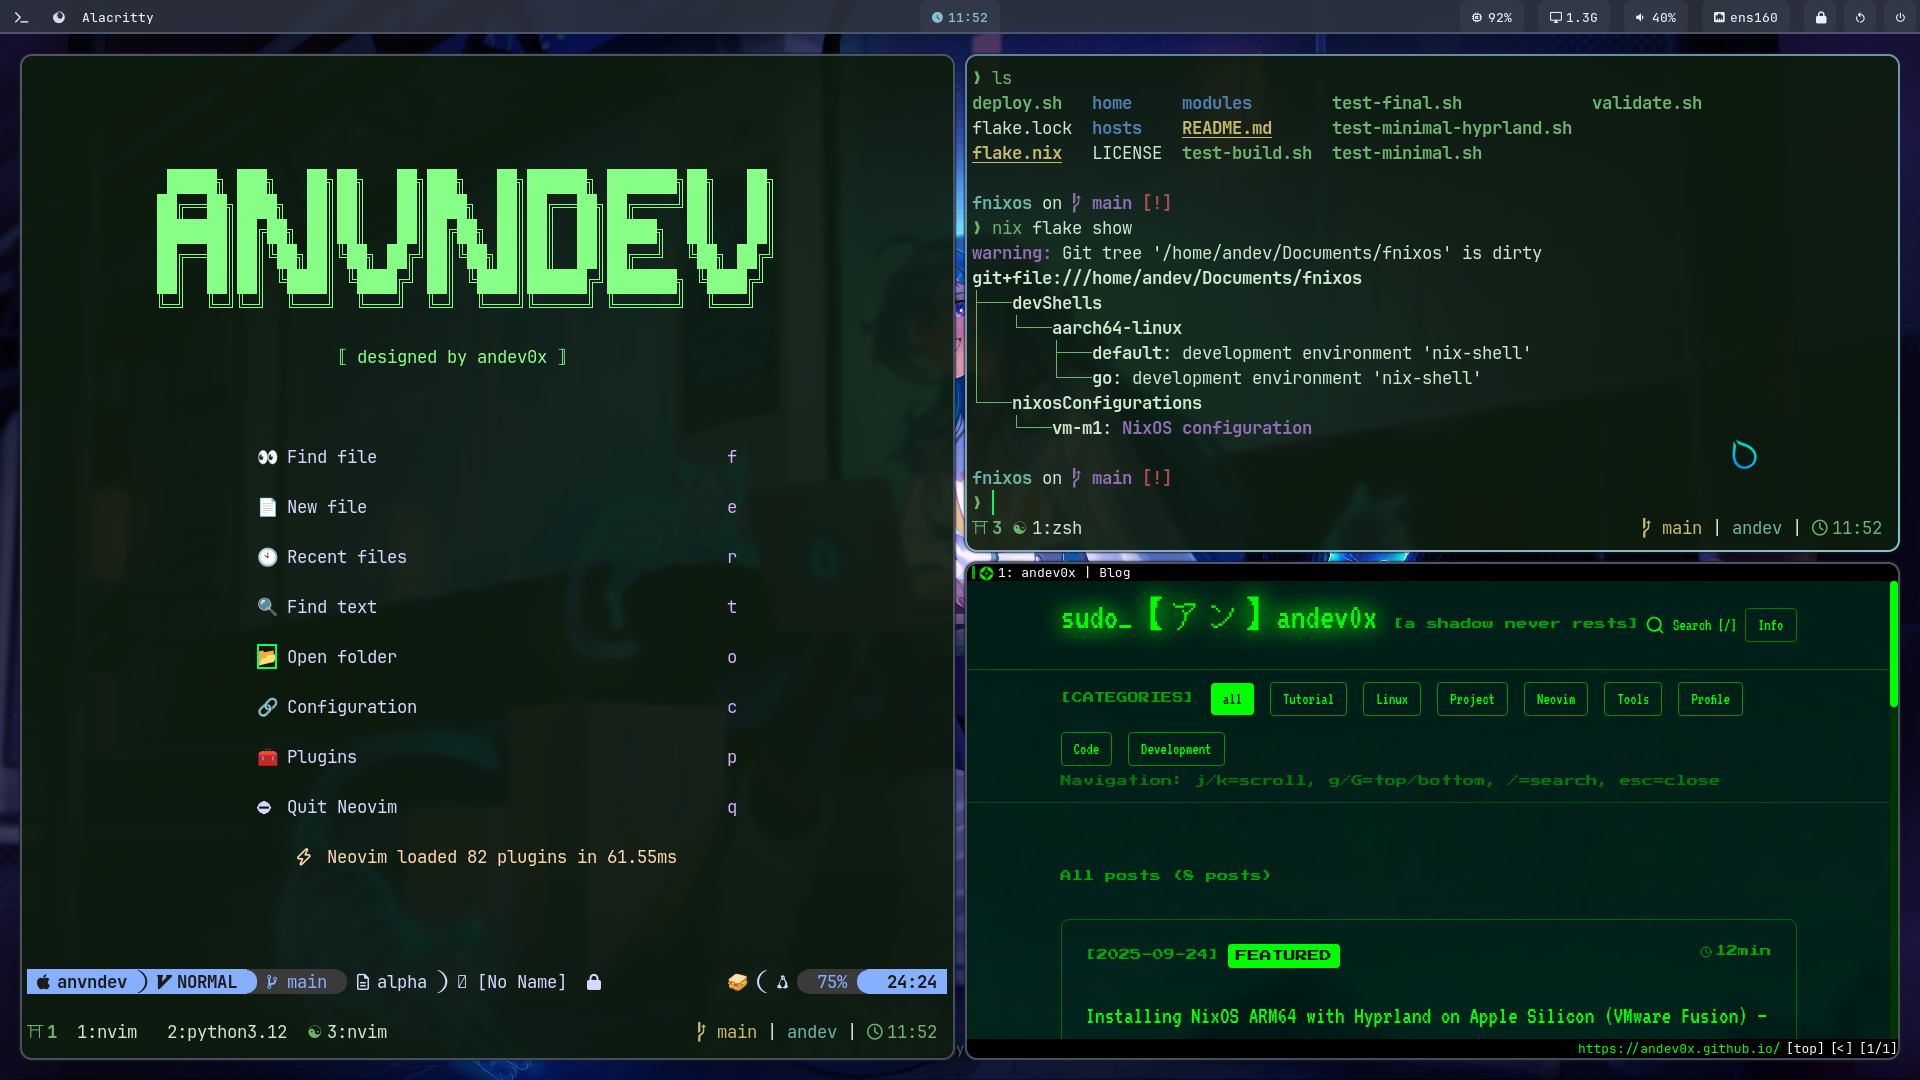 Alacritty
11:52
92%
1.3G
40%
ens160
ANVNDEV
⟦ designed by andev0x ⟧
Find file f
New file e
Recent files r
Find text t
Open folder o
Configuration c
Plugins p
Quit Neovim q
Neovim loaded 82 plugins in 61.55ms
anvndev NORMAL main alpha [No Name] 75% 24:24
1 1:nvim 2:python3.12 3:nvim main | andev | 11:52
❯ ls
deploy.sh home modules test-final.sh validate.sh
flake.lock hosts README.md test-minimal-hyprland.sh
flake.nix LICENSE test-build.sh test-minimal.sh
fnixos on main [!]
❯ nix flake show
warning: Git tree '/home/andev/Documents/fnixos' is dirty
git+file:///home/andev/Documents/fnixos
├───devShells
│   └───aarch64-linux
│       ├───default: development environment 'nix-shell'
│       └───go: development environment 'nix-shell'
└───nixosConfigurations
    └───vm-m1: NixOS configuration
fnixos on main [!]
❯
3 1:zsh main | andev | 11:52
1: andev0x | Blog
sudo_【アン】andev0x [a shadow never rests] Search [/] Info
[CATEGORIES] all Tutorial Linux Project Neovim Tools Profile
Code Development
Navigation: j/k=scroll, g/G=top/bottom, /=search, esc=close
All posts (8 posts)
[2025-09-24] FEATURED 12min
Installing NixOS ARM64 with Hyprland on Apple Silicon (VMware Fusion) –
https://andev0x.github.io/ [top] [<] [1/1]